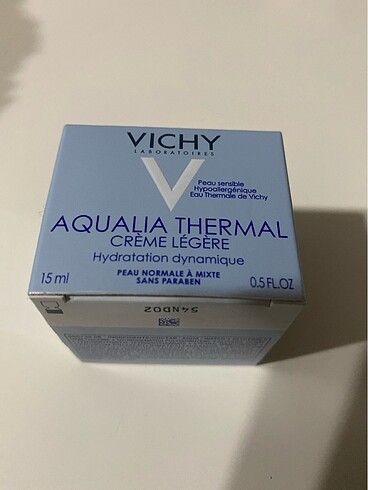 VICHY
LABORATOIRES
Peau sensible
Hypoallergénique
Eau Thermale de Vichy
AQUALIA THERMAL
CRÈME LÉGÈRE
Hydratation dynamique
PEAU NORMALE À MIXTE
SANS PARABEN
15 ml
0.5 FL.OZ
54ND02